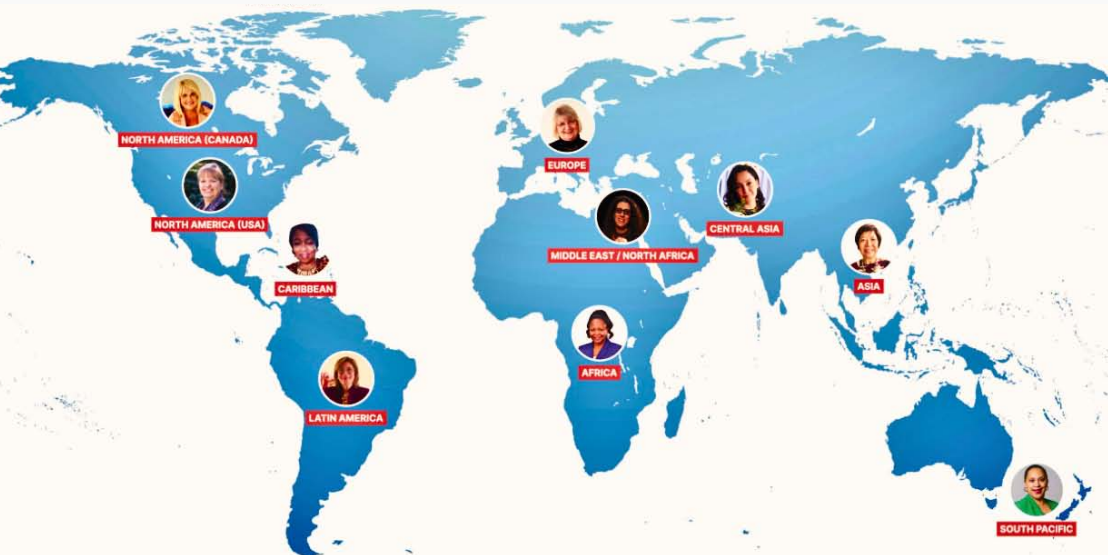 NORTH AMERICA (CANADA)
EUROPE
NORTH AMERICA (USA)
CENTRAL ASIA
MIDDLE EAST / NORTH AFRICA
CARIBBEAN
ASIA
AFRICA
LATIN AMERICA
SOUTH PACIFIC